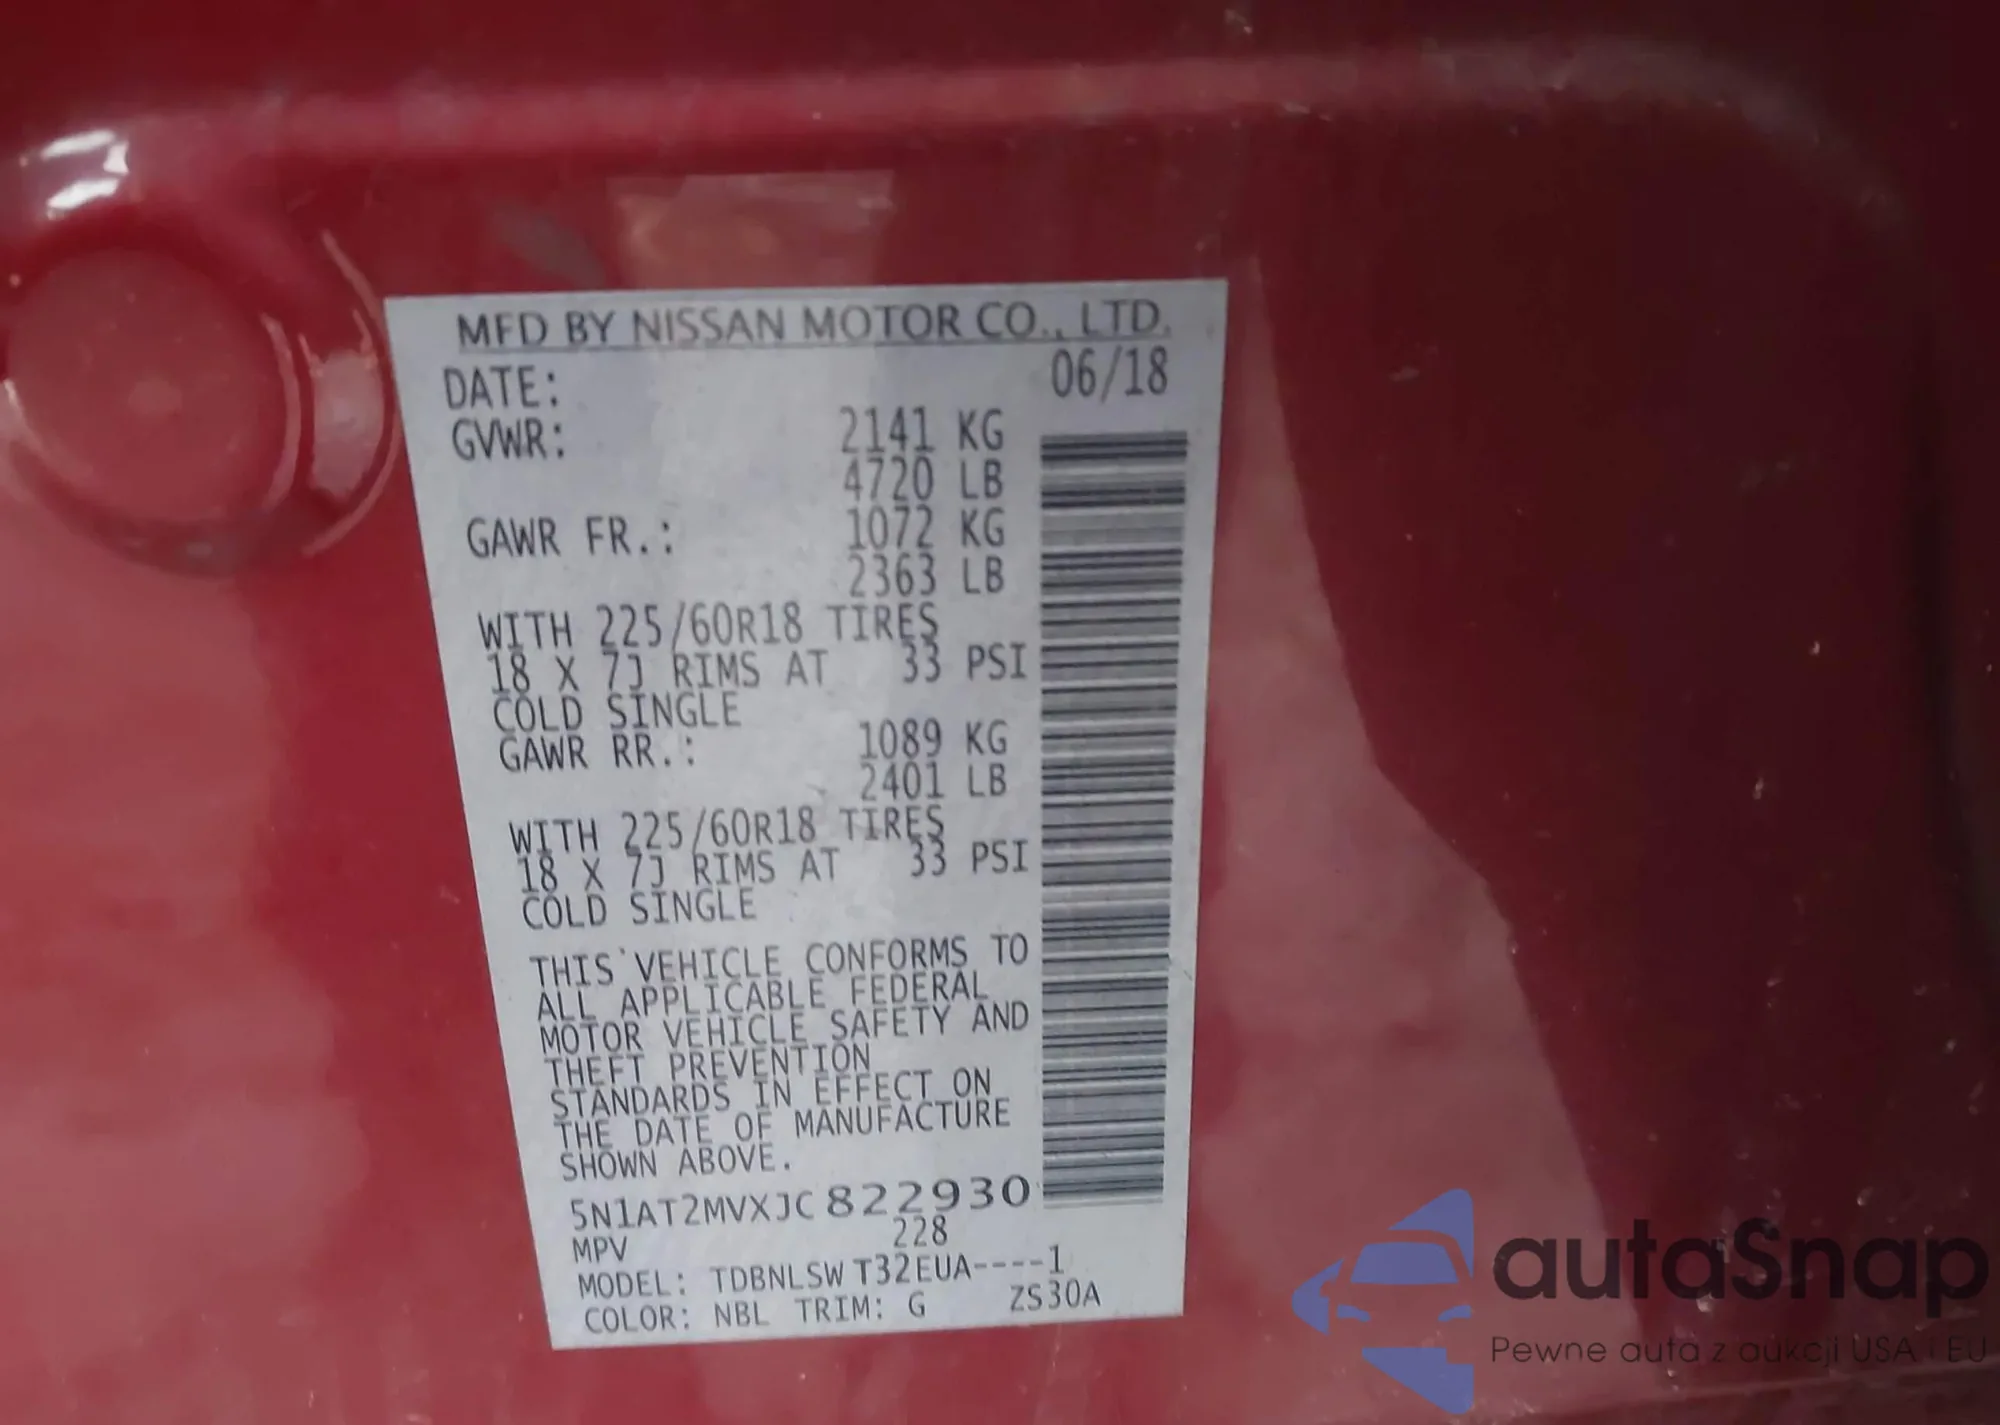 MFD BY NISSAN MOTOR CO., LTD.
DATE: 06/18
GVWR: 2141 KG
4720 LB
GAWR FR.: 1072 KG
2363 LB
WITH 225/60R18 TIRES
18 X 7J RIMS AT 33 PSI
COLD SINGLE
GAWR RR.: 1089 KG
2401 LB
WITH 225/60R18 TIRES
18 X 7J RIMS AT 33 PSI
COLD SINGLE
THIS VEHICLE CONFORMS TO
ALL APPLICABLE FEDERAL
MOTOR VEHICLE SAFETY AND
THEFT PREVENTION
STANDARDS IN EFFECT ON
THE DATE OF MANUFACTURE
SHOWN ABOVE.
5N1AT2MVXJC822930
MPV 228
MODEL: TDBNLSW T32EUA----1
COLOR: NBL TRIM: G ZS30A
autaSnap
Pewne auta z aukcji USA i EU